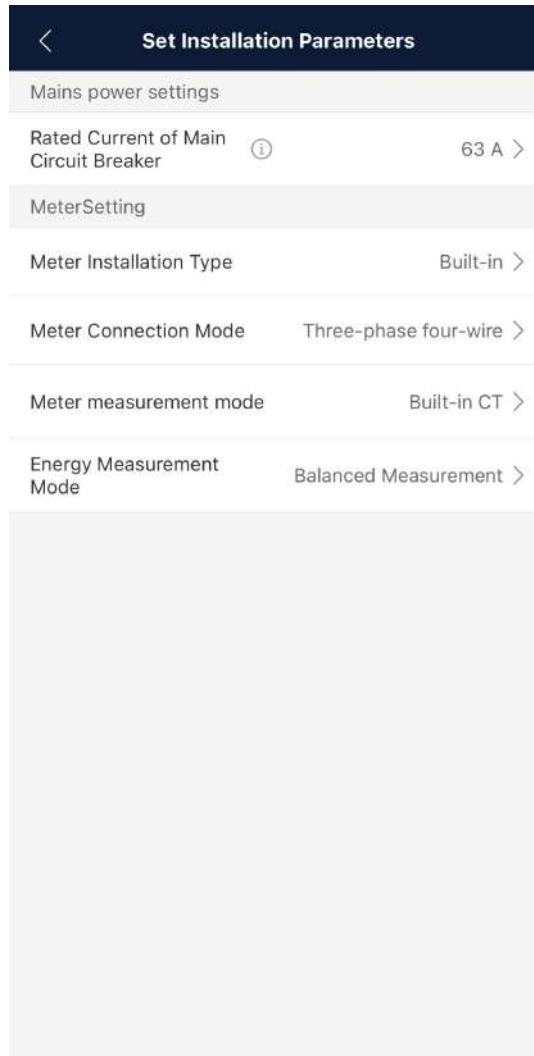 Set Installation Parameters
Mains power settings
Rated Current of Main
Circuit Breaker
63 A
MeterSetting
Meter Installation Type
Built-in
Meter Connection Mode
Three-phase four-wire
Meter measurement mode
Built-in CT
Energy Measurement
Mode
Balanced Measurement